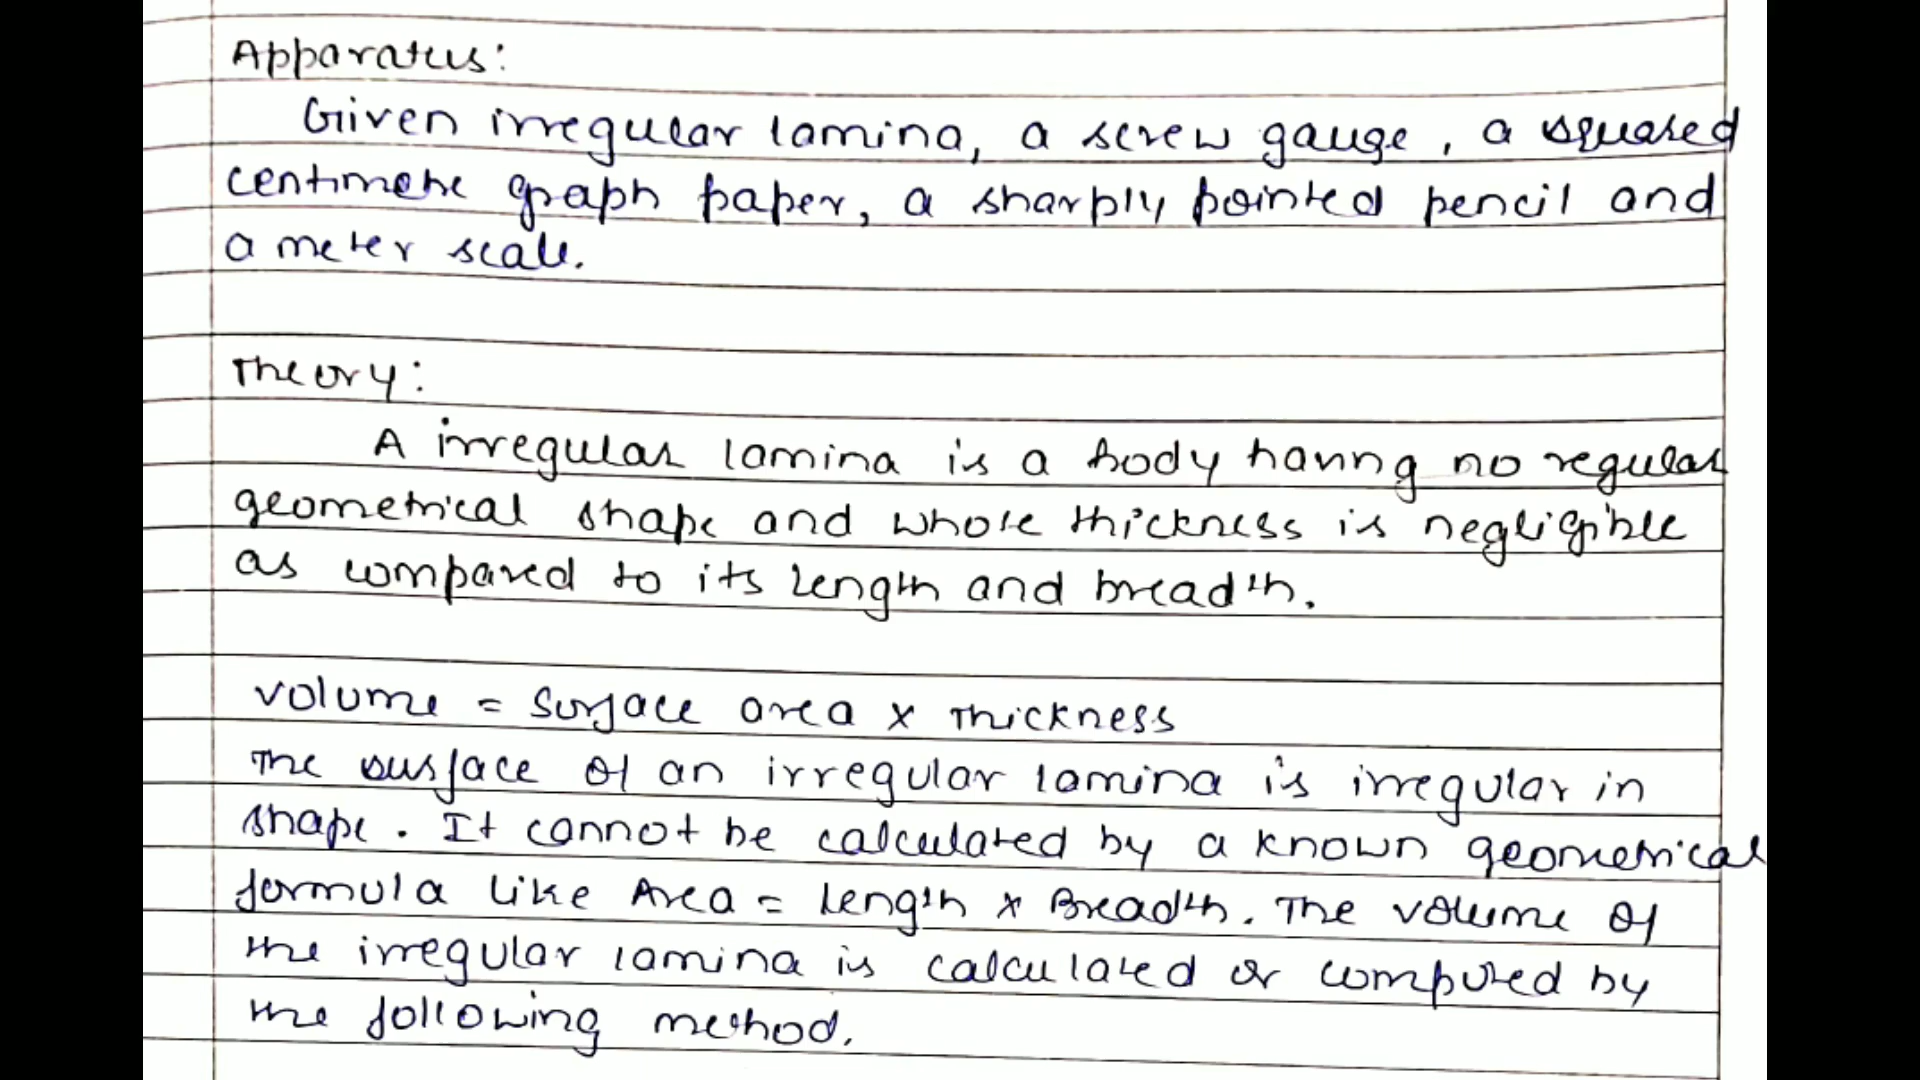 Apparatus:
Given irregular lamina, a screw gauge, a squared
centimetre graph paper, a sharply pointed pencil and
a meter scale.
Theory:
A irregular lamina is a body having no regular
geometrical shape and whose thickness is negligible
as compared to its length and breadth.
Volume = Surface area x Thickness
The surface of an irregular lamina is irregular in
shape. It cannot be calculated by a known geometrical
formula like Area = Length x Breadth. The volume of
the irregular lamina is calculated or computed by
the following method.